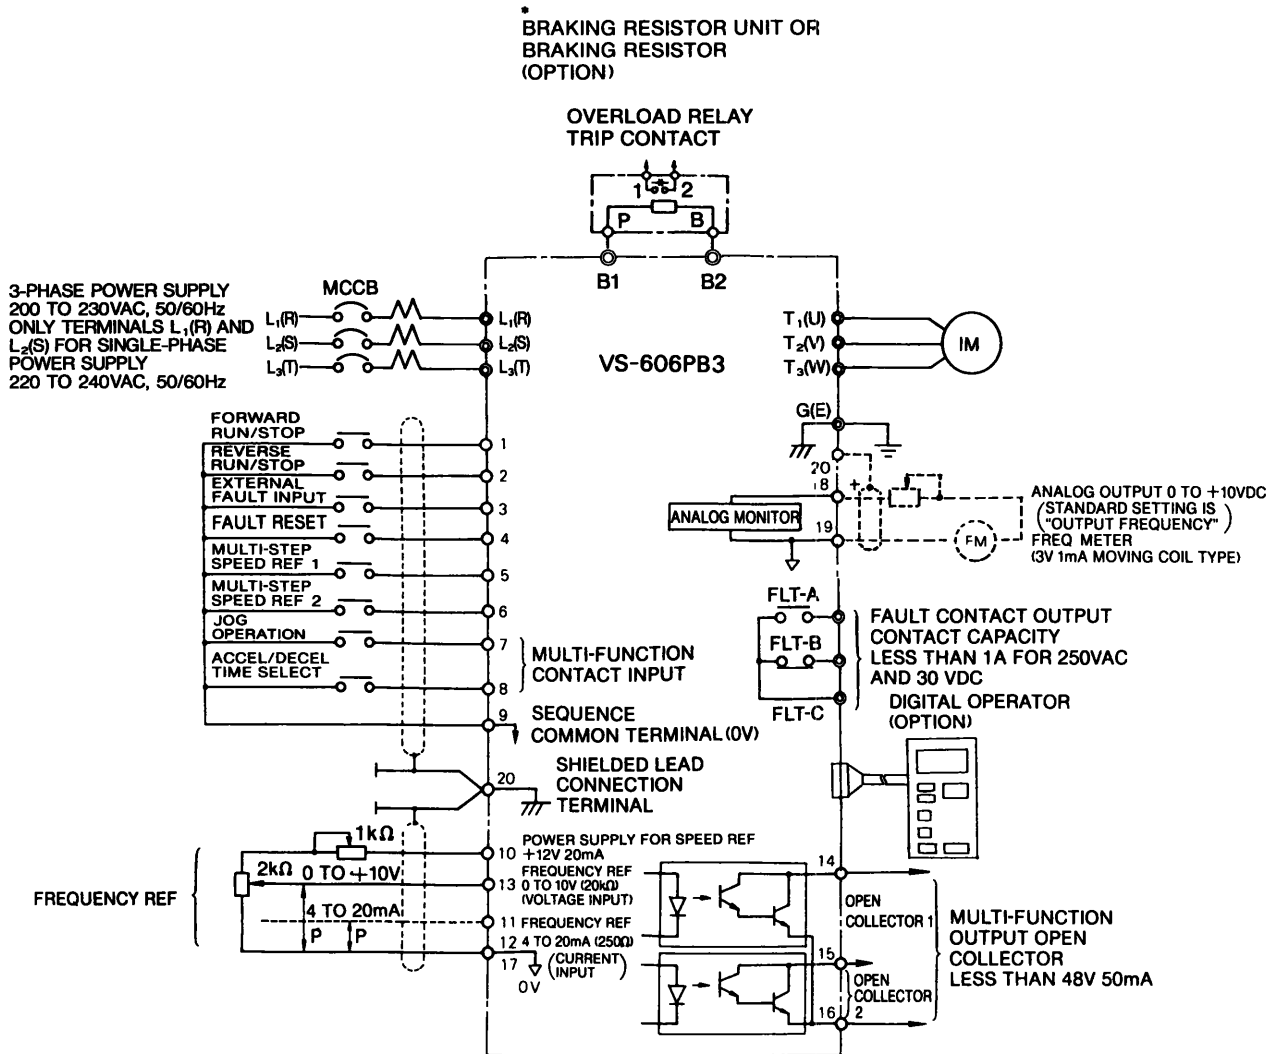 *
BRAKING RESISTOR UNIT OR
BRAKING RESISTOR
(OPTION)
OVERLOAD RELAY
TRIP CONTACT
1 2
P B
B1 B2
3-PHASE POWER SUPPLY
200 TO 230VAC, 50/60Hz
ONLY TERMINALS L₁(R) AND
L₂(S) FOR SINGLE-PHASE
POWER SUPPLY
220 TO 240VAC, 50/60Hz
MCCB
L₁(R)
L₂(S)
L₃(T)
L₁(R)
L₂(S)
L₃(T)
VS-606PB3
T₁(U)
T₂(V)
T₃(W)
IM
G(E)
FORWARD
RUN/STOP
REVERSE
RUN/STOP
EXTERNAL
FAULT INPUT
FAULT RESET
MULTI-STEP
SPEED REF 1
MULTI-STEP
SPEED REF 2
JOG
OPERATION
ACCEL/DECEL
TIME SELECT
1
2
3
4
5
6
7
8
9
MULTI-FUNCTION
CONTACT INPUT
SEQUENCE
COMMON TERMINAL (0V)
20
SHIELDED LEAD
CONNECTION
TERMINAL
20
18
+
ANALOG MONITOR
19
FM
ANALOG OUTPUT 0 TO +10VDC
(STANDARD SETTING IS
"OUTPUT FREQUENCY")
FREQ METER
(3V 1mA MOVING COIL TYPE)
FLT-A
FLT-B
FLT-C
FAULT CONTACT OUTPUT
CONTACT CAPACITY
LESS THAN 1A FOR 250VAC
AND 30 VDC
DIGITAL OPERATOR
(OPTION)
FREQUENCY REF
1kΩ
2kΩ
0 TO +10V
4 TO 20mA
P P
10
POWER SUPPLY FOR SPEED REF
+12V 20mA
13
FREQUENCY REF
0 TO 10V (20kΩ)
(VOLTAGE INPUT)
11 FREQUENCY REF
12 4 TO 20mA (250Ω)
(CURRENT
INPUT)
17
0V
14
OPEN
COLLECTOR 1
15
OPEN
COLLECTOR
2
16
MULTI-FUNCTION
OUTPUT OPEN
COLLECTOR
LESS THAN 48V 50mA